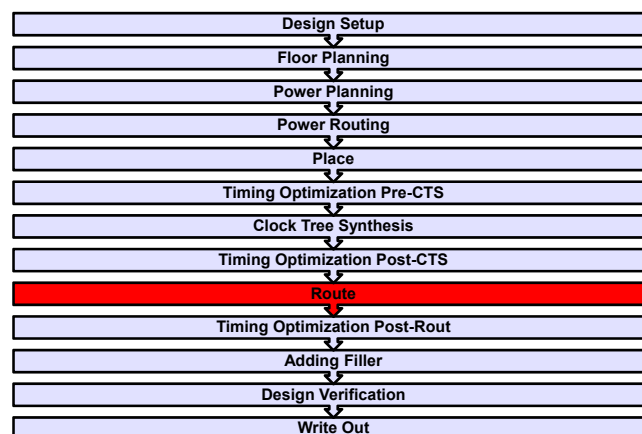 Design Setup
Floor Planning
Power Planning
Power Routing
Place
Timing Optimization Pre-CTS
Clock Tree Synthesis
Timing Optimization Post-CTS
Route
Timing Optimization Post-Rout
Adding Filler
Design Verification
Write Out